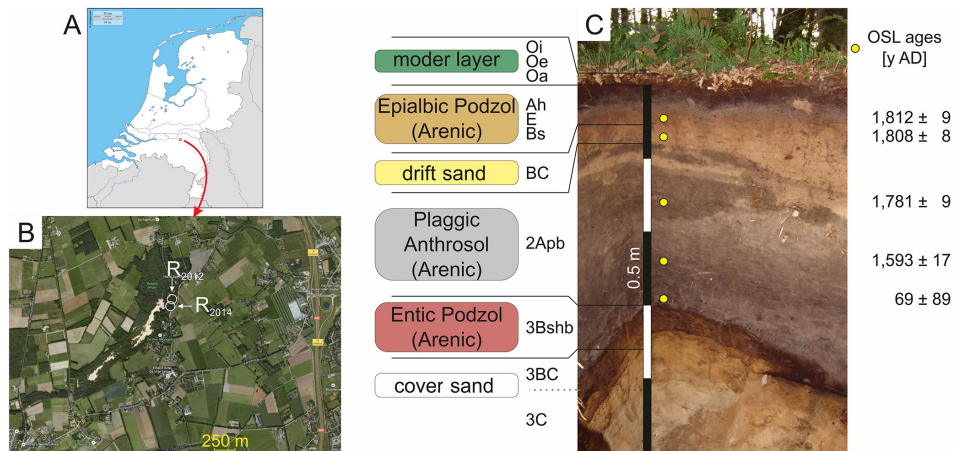 A
moder layer
Oi
Oe
Oa
Epialbic Podzol
(Arenic)
Ah
E
Bs
drift sand
BC
Plaggic
Anthrosol
(Arenic)
2Apb
Entic Podzol
(Arenic)
3Bshb
cover sand
3BC
3C
B
R2012
R2014
250 m
C
0.5 m
OSL ages
[y AD]
1,812 ± 9
1,808 ± 8
1,781 ± 9
1,593 ± 17
69 ± 89